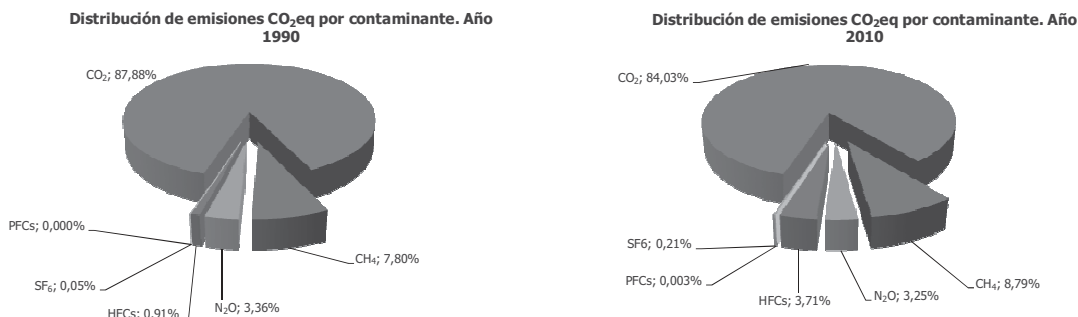 Distribución de emisiones CO₂eq por contaminante. Año
1990
CO₂; 87,88%
PFCs; 0,000%
SF₆; 0,05%
HFCs; 0,91%
N₂O; 3,36%
CH₄; 7,80%
Distribución de emisiones CO₂eq por contaminante. Año
2010
CO₂; 84,03%
SF6; 0,21%
PFCs; 0,003%
HFCs; 3,71%
N₂O; 3,25%
CH₄; 8,79%